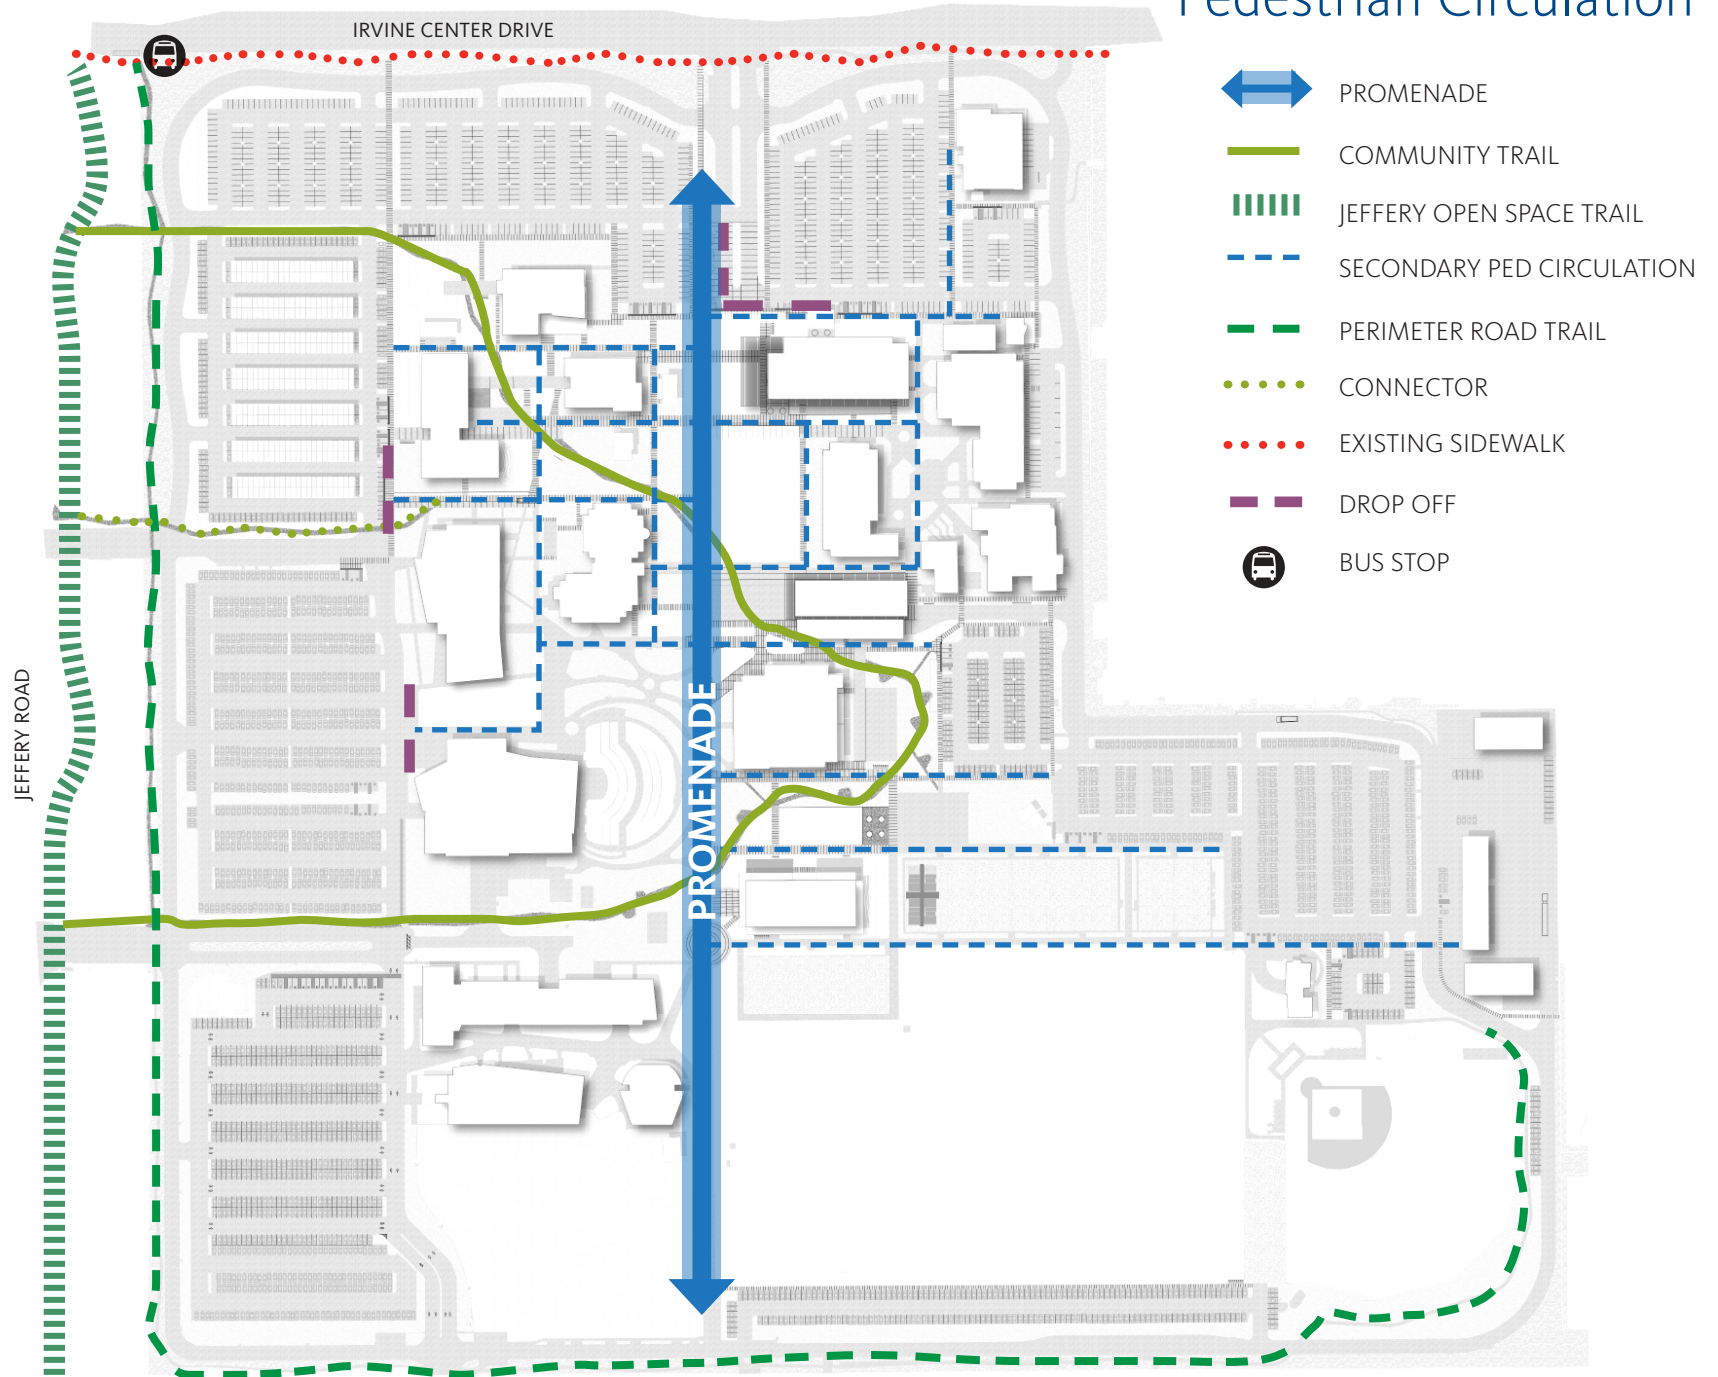 Pedestrian Circulation
IRVINE CENTER DRIVE
PROMENADE
COMMUNITY TRAIL
JEFFERY OPEN SPACE TRAIL
SECONDARY PED CIRCULATION
PERIMETER ROAD TRAIL
CONNECTOR
EXISTING SIDEWALK
DROP OFF
BUS STOP
JEFFERY ROAD
PROMENADE